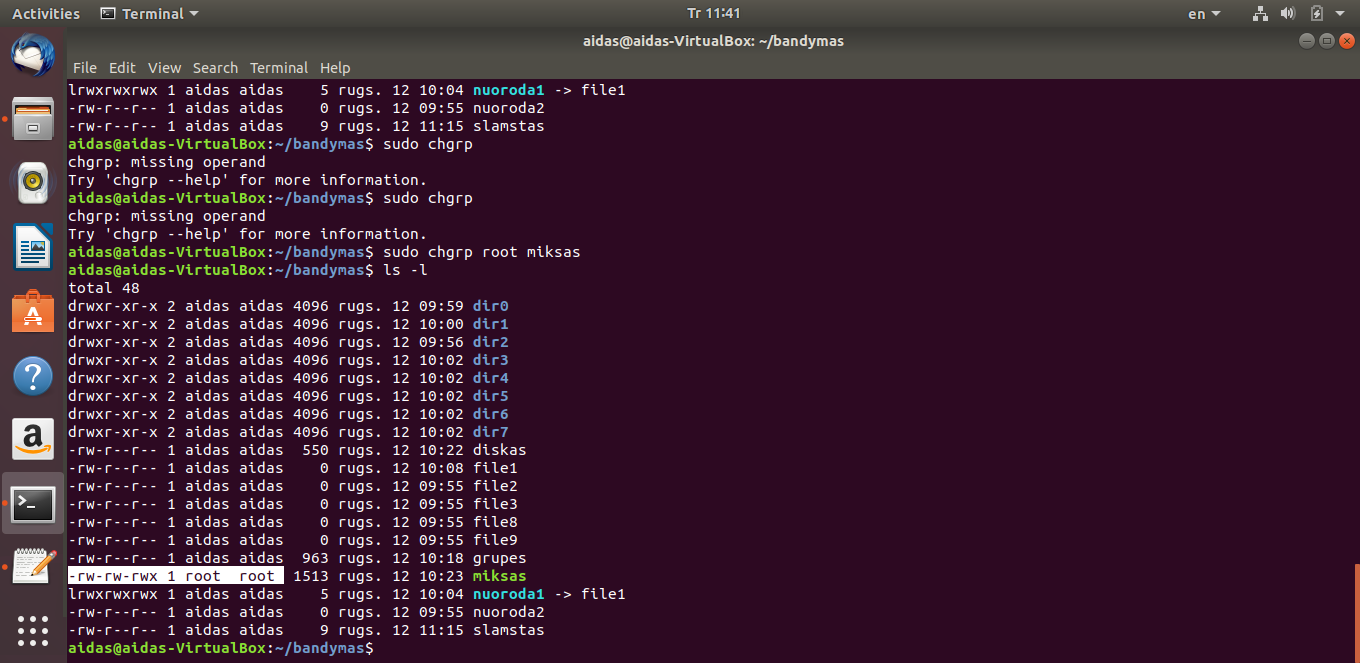 Activities Terminal Tr 11:41 en
aidas@aidas-VirtualBox: ~/bandymas
File Edit View Search Terminal Help
lrwxrwxrwx 1 aidas aidas    5 rugs. 12 10:04 nuoroda1 -> file1
-rw-r--r-- 1 aidas aidas    0 rugs. 12 09:55 nuoroda2
-rw-r--r-- 1 aidas aidas    9 rugs. 12 11:15 slamstas
aidas@aidas-VirtualBox:~/bandymas$ sudo chgrp
chgrp: missing operand
Try 'chgrp --help' for more information.
aidas@aidas-VirtualBox:~/bandymas$ sudo chgrp
chgrp: missing operand
Try 'chgrp --help' for more information.
aidas@aidas-VirtualBox:~/bandymas$ sudo chgrp root miksas
aidas@aidas-VirtualBox:~/bandymas$ ls -l
total 48
drwxr-xr-x 2 aidas aidas 4096 rugs. 12 09:59 dir0
drwxr-xr-x 2 aidas aidas 4096 rugs. 12 10:00 dir1
drwxr-xr-x 2 aidas aidas 4096 rugs. 12 09:56 dir2
drwxr-xr-x 2 aidas aidas 4096 rugs. 12 10:02 dir3
drwxr-xr-x 2 aidas aidas 4096 rugs. 12 10:02 dir4
drwxr-xr-x 2 aidas aidas 4096 rugs. 12 10:02 dir5
drwxr-xr-x 2 aidas aidas 4096 rugs. 12 10:02 dir6
drwxr-xr-x 2 aidas aidas 4096 rugs. 12 10:02 dir7
-rw-r--r-- 1 aidas aidas  550 rugs. 12 10:22 diskas
-rw-r--r-- 1 aidas aidas    0 rugs. 12 10:08 file1
-rw-r--r-- 1 aidas aidas    0 rugs. 12 09:55 file2
-rw-r--r-- 1 aidas aidas    0 rugs. 12 09:55 file3
-rw-r--r-- 1 aidas aidas    0 rugs. 12 09:55 file8
-rw-r--r-- 1 aidas aidas    0 rugs. 12 09:55 file9
-rw-r--r-- 1 aidas aidas  963 rugs. 12 10:18 grupes
-rw-rw-rwx 1 root  root  1513 rugs. 12 10:23 miksas
lrwxrwxrwx 1 aidas aidas    5 rugs. 12 10:04 nuoroda1 -> file1
-rw-r--r-- 1 aidas aidas    0 rugs. 12 09:55 nuoroda2
-rw-r--r-- 1 aidas aidas    9 rugs. 12 11:15 slamstas
aidas@aidas-VirtualBox:~/bandymas$